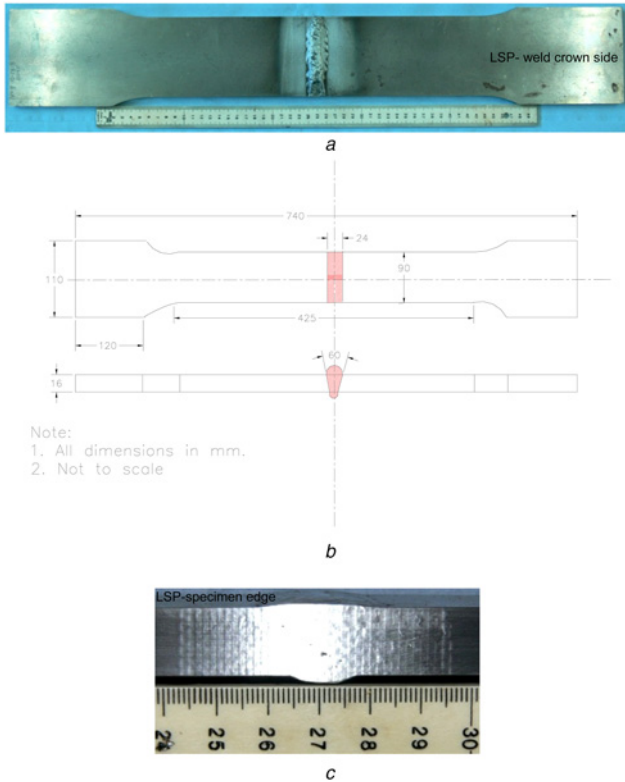 LSP- weld crown side
a
740
24
110
90
425
120
60
16
Note:
1. All dimensions in mm.
2. Not to scale
b
LSP-specimen edge
24 25 26 27 28 29 30
c